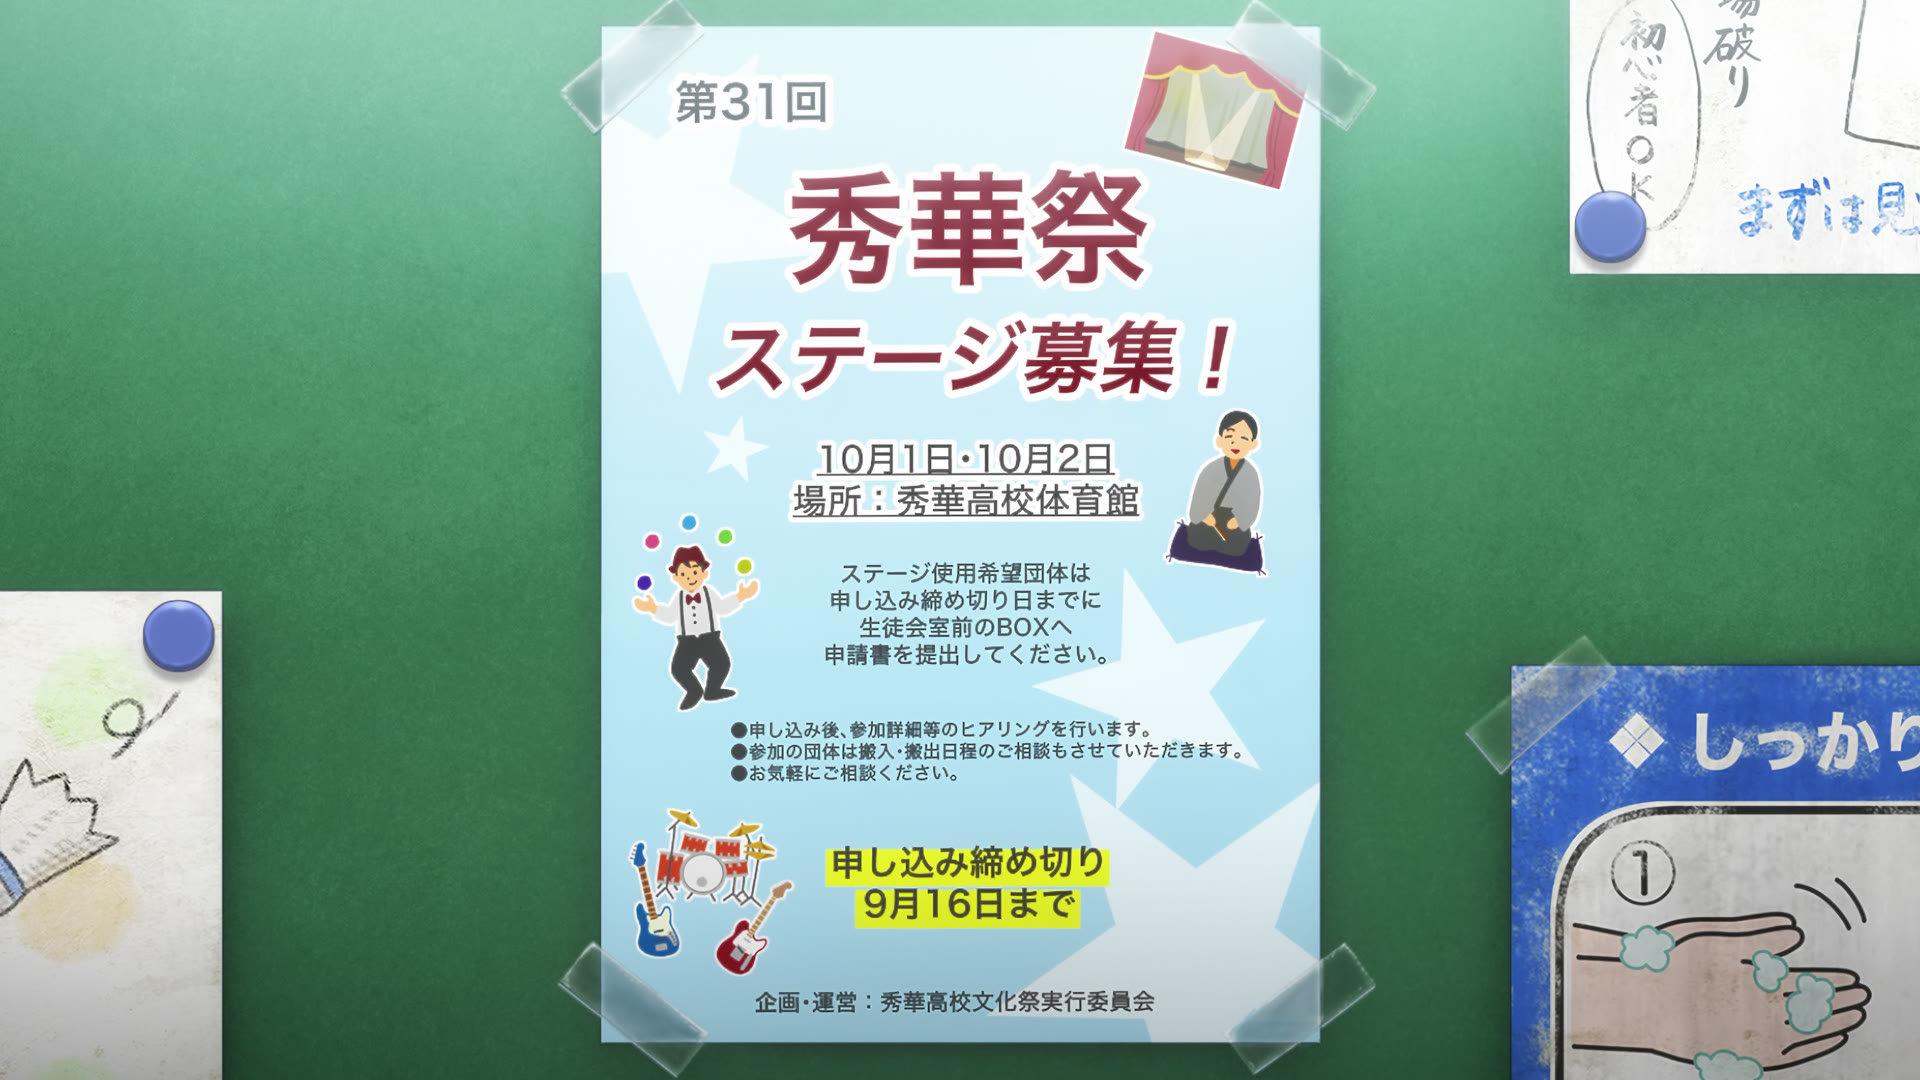 第31回
秀華祭
ステージ募集！
10月1日・10月2日
場所：秀華高校体育館
ステージ使用希望団体は
申し込み締め切り日までに
生徒会室前のBOXへ
申請書を提出してください。
●申し込み後、参加詳細等のヒアリングを行います。
●参加の団体は搬入・搬出日程のご相談もさせていただきます。
●お気軽にご相談ください。
申し込み締め切り
9月16日まで
企画・運営：秀華高校文化祭実行委員会
場破り
初心者OK
まずは見
❖しっかり
①